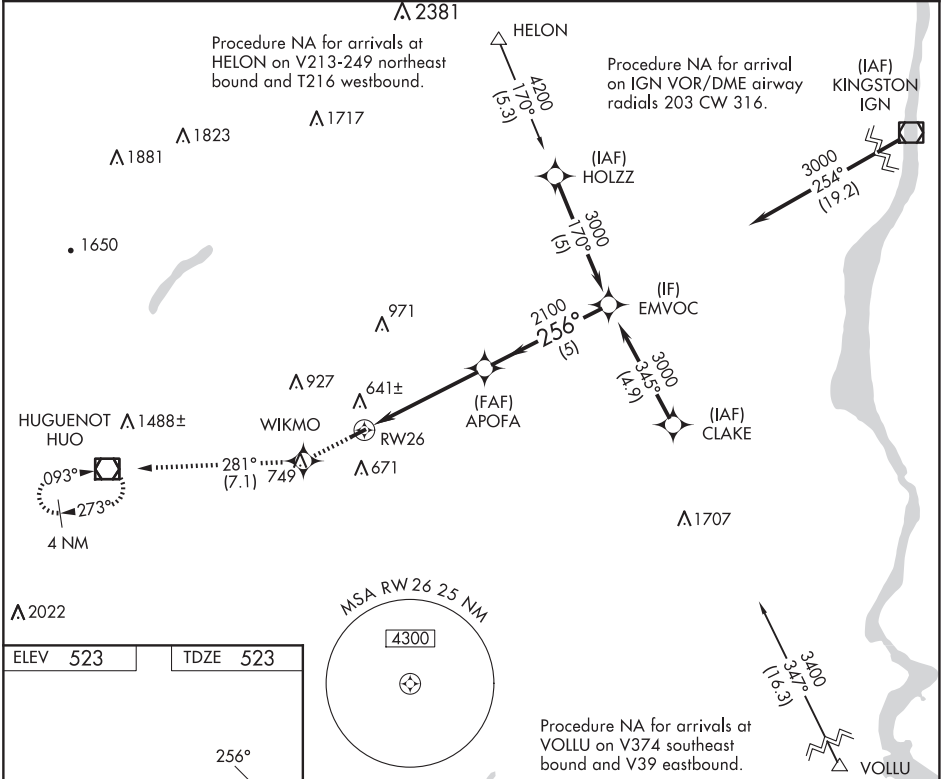 2381
HELON
Procedure NA for arrivals at
HELON on V213-249 northeast
bound and T216 westbound.
Procedure NA for arrival
on IGN VOR/DME airway
radials 203 CW 316.
(IAF)
KINGSTON
IGN
4200
170°
(5.3)
1717
1823
1881
(IAF)
HOLZZ
3000
254°
(19.2)
1650
3000
170°
(5)
(IF)
EMVOC
971
2100
256°
(5)
3000
345°
(4.9)
927
641±
(FAF)
APOFA
(IAF)
CLAKE
HUGUENOT
HUO
1488±
WIKMO
RW26
093°
281°
(7.1)
749
671
273°
4 NM
1707
2022
MSA RW 26 25 NM
4300
ELEV 523
TDZE 523
3400
347°
(16.3)
Procedure NA for arrivals at
VOLLU on V374 southeast
bound and V39 eastbound.
256°
VOLLU